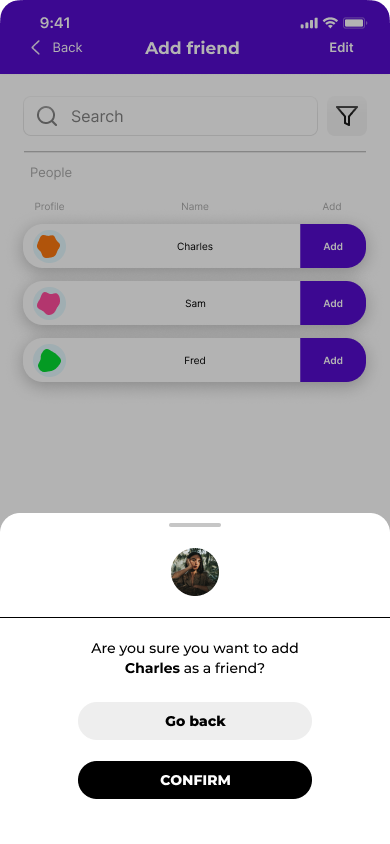 9:41
Back
Add friend
Edit
Search
People
Profile Name Add
Charles Add
Sam Add
Fred Add
Are you sure you want to add
Charles as a friend?
Go back
CONFIRM